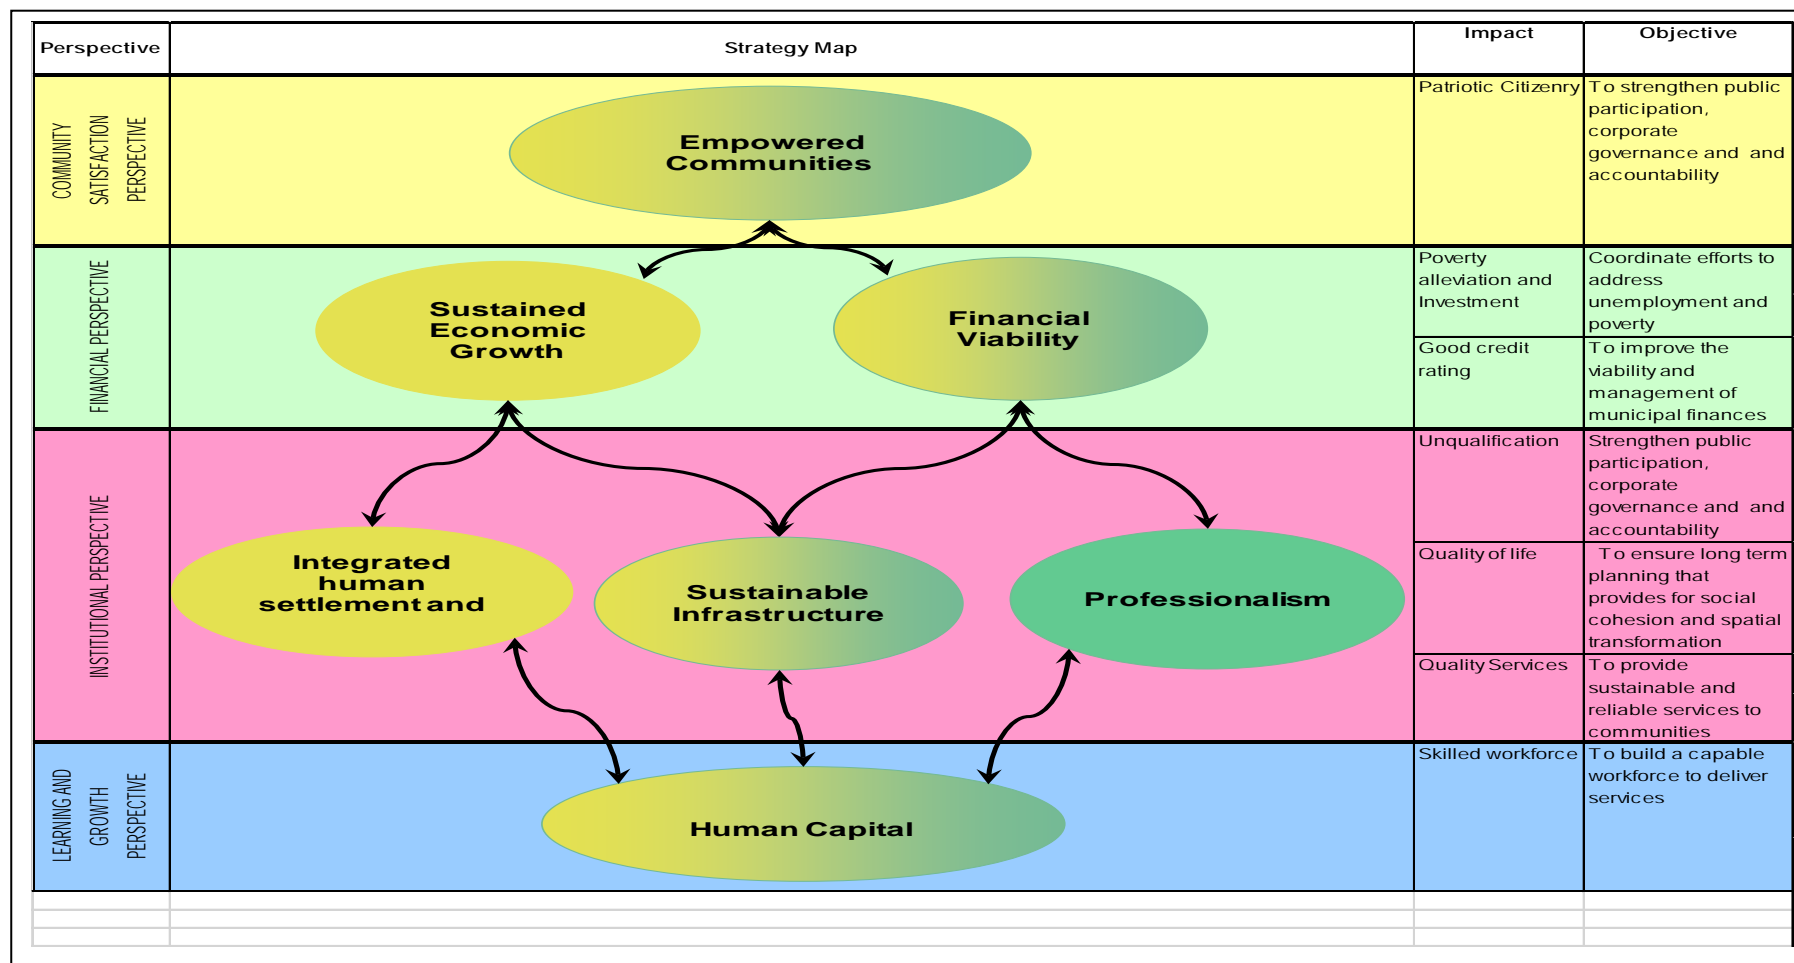 Perspective
Strategy Map
Impact
Objective
COMMUNITY
SATISFACTION
PERSPECTIVE
Empowered
Communities
Patriotic Citizenry
To strengthen public
participation,
corporate
governance and and
accountability
FINANCIAL PERSPECTIVE
Sustained
Economic
Growth
Financial
Viability
Poverty
alleviation and
Investment
Coordinate efforts to
address
unemployment and
poverty
Good credit
rating
To improve the
viability and
management of
municipal finances
INSTITUTIONAL PERSPECTIVE
Integrated
human
settlement and
Sustainable
Infrastructure
Professionalism
Unqualification
Strengthen public
participation,
corporate
governance and and
accountability
Quality of life
To ensure long term
planning that
provides for social
cohesion and spatial
transformation
Quality Services
To provide
sustainable and
reliable services to
communities
LEARNING AND
GROWTH
PERSPECTIVE
Human Capital
Skilled workforce
To build a capable
workforce to deliver
services